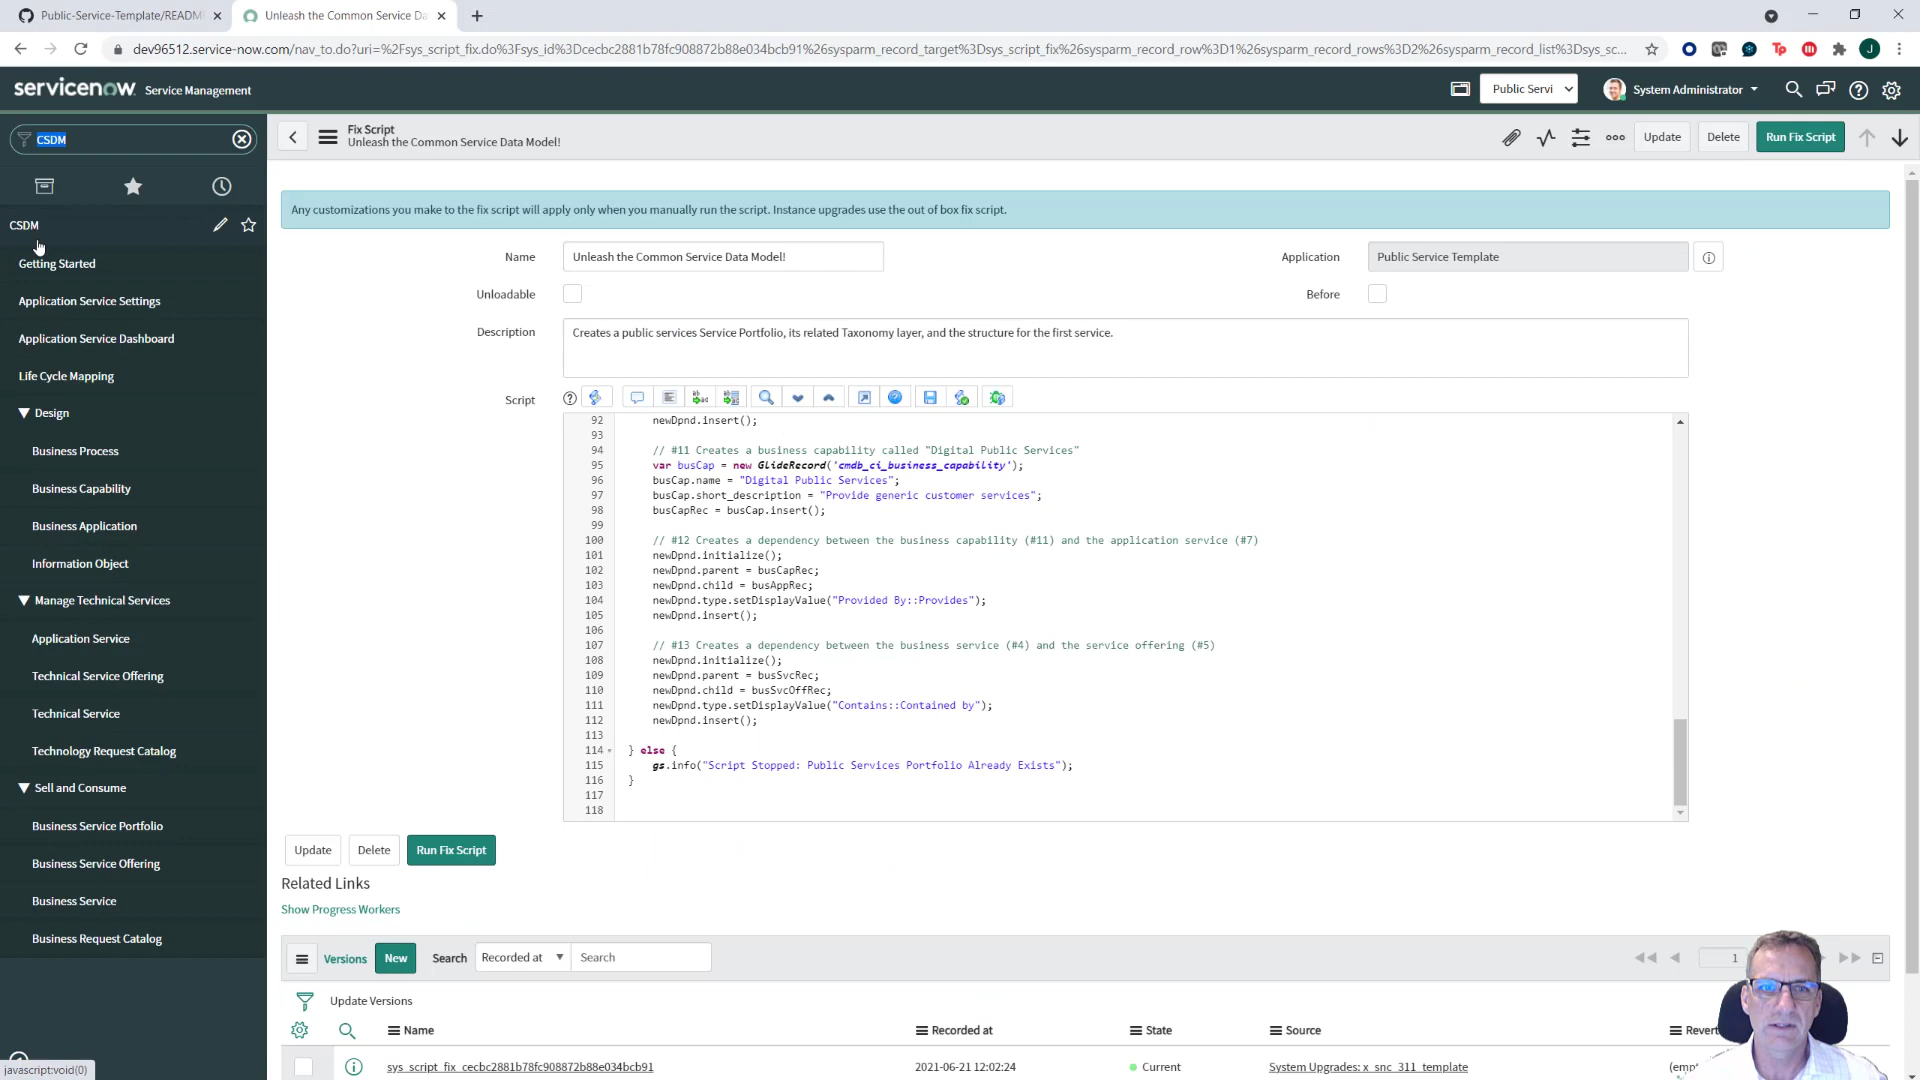 Public-Service-Template/README
Unleash the Common Service Da
dev96512.service-now.com/nav_to.do?uri=%2Fsys_script_fix.do%3Fsys_id%3Dcecbc2881b78fc908872b88e034bcb91%26sysparm_record_target%3Dsys_script_fix%26sysparm_record_row%3D1%26sysparm_record_rows%3D2%26sysparm_record_list%3Dsys_sc...
Tp
J
servicenow Service Management
Public Servi
System Administrator
CSDM
Fix Script
Unleash the Common Service Data Model!
Update
Delete
Run Fix Script
CSDM
Getting Started
Application Service Settings
Application Service Dashboard
Life Cycle Mapping
Design
Business Process
Business Capability
Business Application
Information Object
Manage Technical Services
Application Service
Technical Service Offering
Technical Service
Technology Request Catalog
Sell and Consume
Business Service Portfolio
Business Service Offering
Business Service
Business Request Catalog
javascript:void(0)
Any customizations you make to the fix script will apply only when you manually run the script. Instance upgrades use the out of box fix script.
Name
Unleash the Common Service Data Model!
Application
Public Service Template
Unloadable
Before
Description
Creates a public services Service Portfolio, its related Taxonomy layer, and the structure for the first service.
Script
92 newDpnd.insert();
93
94 // #11 Creates a business capability called "Digital Public Services"
95 var busCap = new GlideRecord('cmdb_ci_business_capability');
96 busCap.name = "Digital Public Services";
97 busCap.short_description = "Provide generic customer services";
98 busCapRec = busCap.insert();
99
100 // #12 Creates a dependency between the business capability (#11) and the application service (#7)
101 newDpnd.initialize();
102 newDpnd.parent = busCapRec;
103 newDpnd.child = busAppRec;
104 newDpnd.type.setDisplayValue("Provided By::Provides");
105 newDpnd.insert();
106
107 // #13 Creates a dependency between the business service (#4) and the service offering (#5)
108 newDpnd.initialize();
109 newDpnd.parent = busSvcRec;
110 newDpnd.child = busSvcOffRec;
111 newDpnd.type.setDisplayValue("Contains::Contained by");
112 newDpnd.insert();
113
114 } else {
115 gs.info("Script Stopped: Public Services Portfolio Already Exists");
116 }
117
118
Update
Delete
Run Fix Script
Related Links
Show Progress Workers
Versions
New
Search
Recorded at
Search
1
Update Versions
Name
Recorded at
State
Source
Revert
sys_script_fix_cecbc2881b78fc908872b88e034bcb91
2021-06-21 12:02:24
Current
System Upgrades: x_snc_311_template
(emp